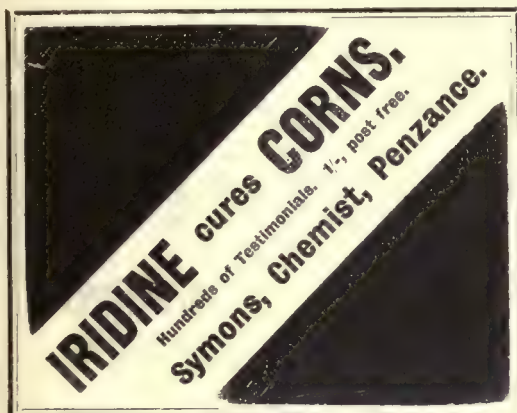 IRIDINE cures CORNS.
Hundreds of Testimonials. 1/-, post free.
Symons, Chemist, Penzance.